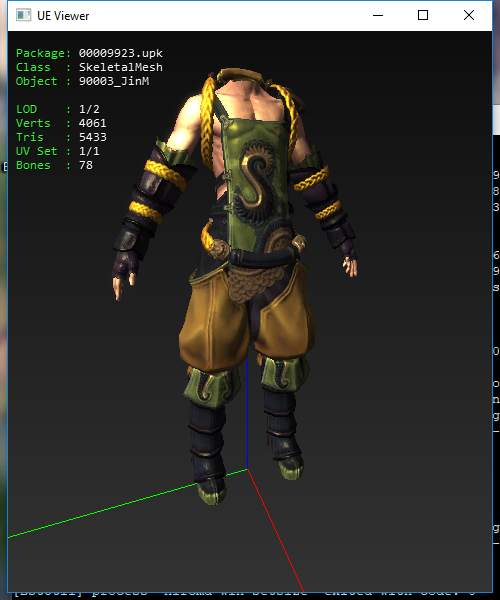 UE Viewer
Package: 00009923.upk
Class  : SkeletalMesh
Object : 90003_JinM
LOD    : 1/2
Verts  : 4061
Tris   : 5433
UV Set : 1/1
Bones  : 78